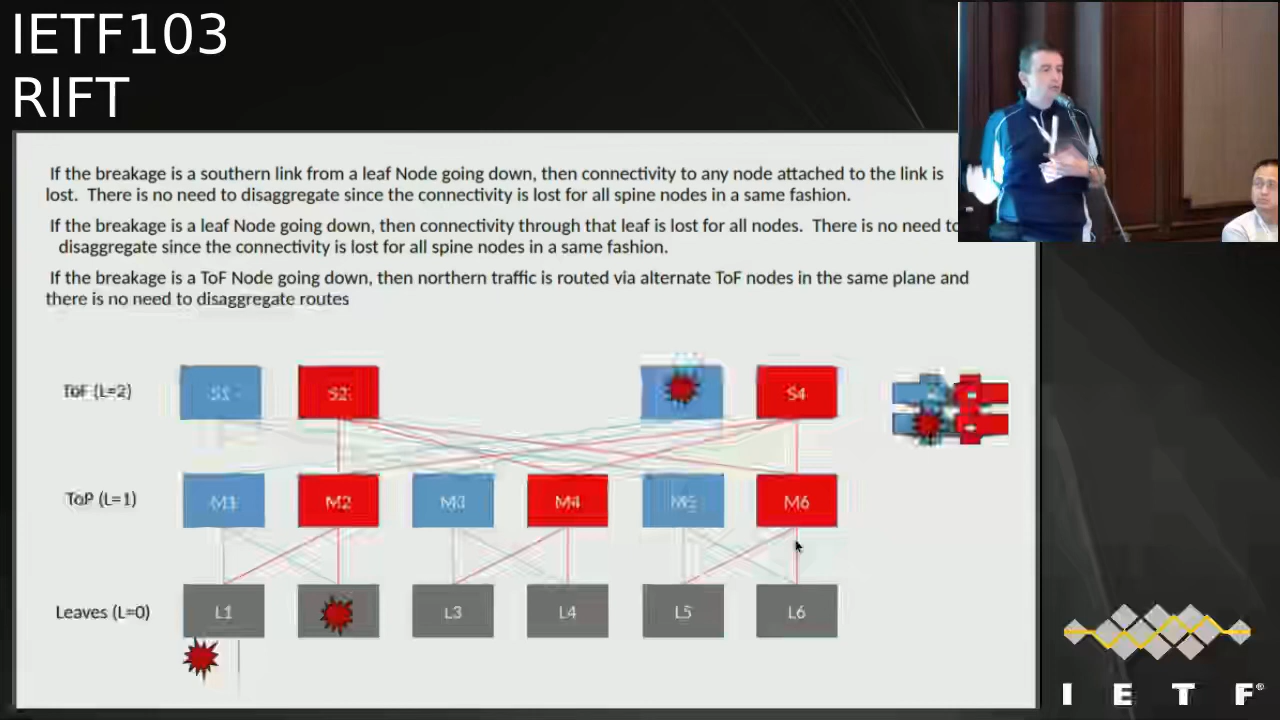 IETF103
RIFT
If the breakage is a southern link from a leaf Node going down, then connectivity to any node attached to the link is
lost. There is no need to disaggregate since the connectivity is lost for all spine nodes in a same fashion.
If the breakage is a leaf Node going down, then connectivity through that leaf is lost for all nodes. There is no need to
disaggregate since the connectivity is lost for all spine nodes in a same fashion.
If the breakage is a ToF Node going down, then northern traffic is routed via alternate ToF nodes in the same plane and
there is no need to disaggregate routes
ToF (L=2) S1 S2 S4
ToP (L=1) M1 M2 M3 M4 M5 M6
Leaves (L=0) L1 L3 L4 L5 L6
I E T F®